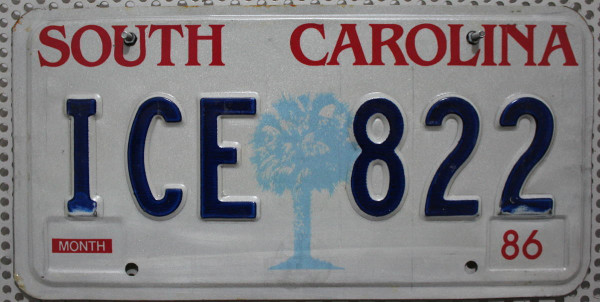 SOUTH CAROLINA
ICE 822
MONTH 86